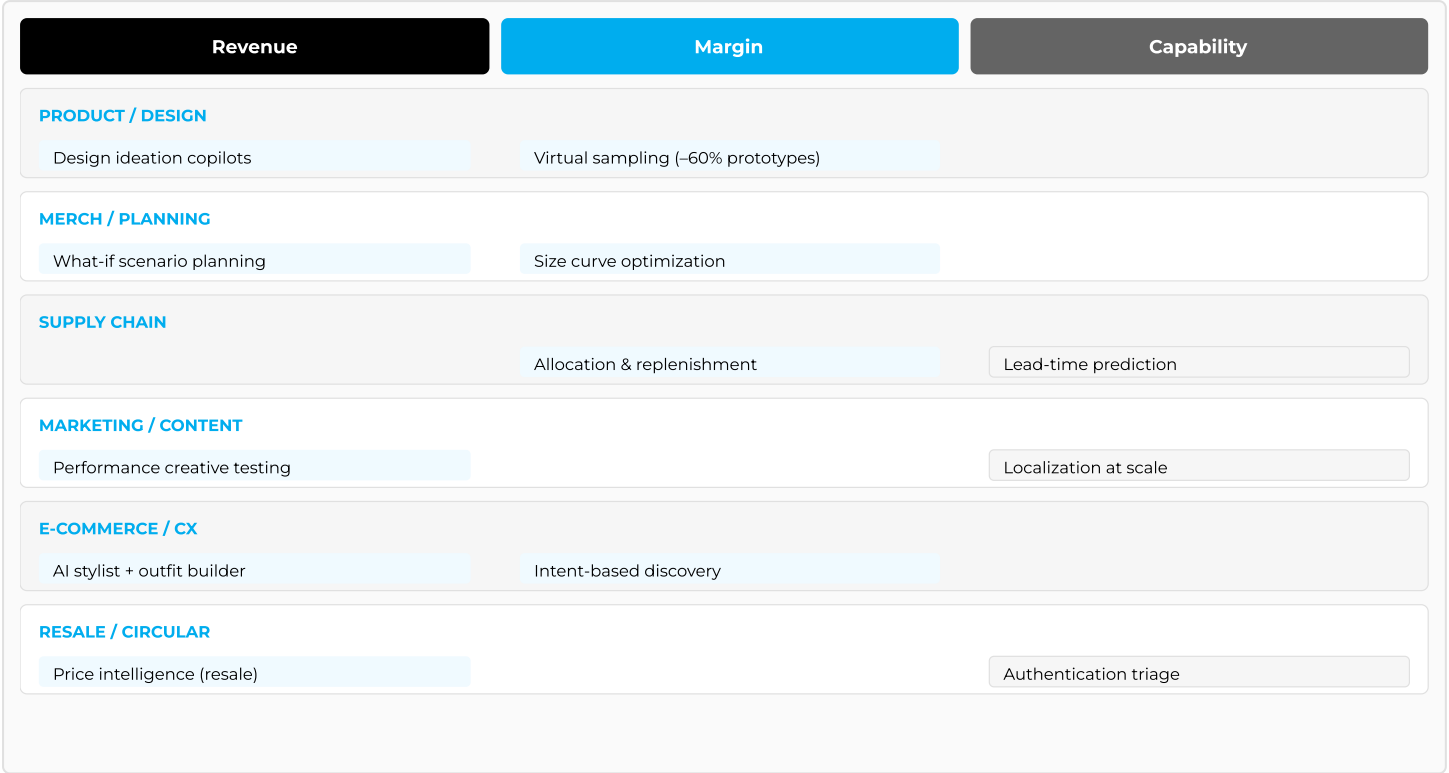 Revenue
Margin
Capability
PRODUCT / DESIGN
Design ideation copilots
Virtual sampling (–60% prototypes)
MERCH / PLANNING
What-if scenario planning
Size curve optimization
SUPPLY CHAIN
Allocation & replenishment
Lead-time prediction
MARKETING / CONTENT
Performance creative testing
Localization at scale
E-COMMERCE / CX
AI stylist + outfit builder
Intent-based discovery
RESALE / CIRCULAR
Price intelligence (resale)
Authentication triage